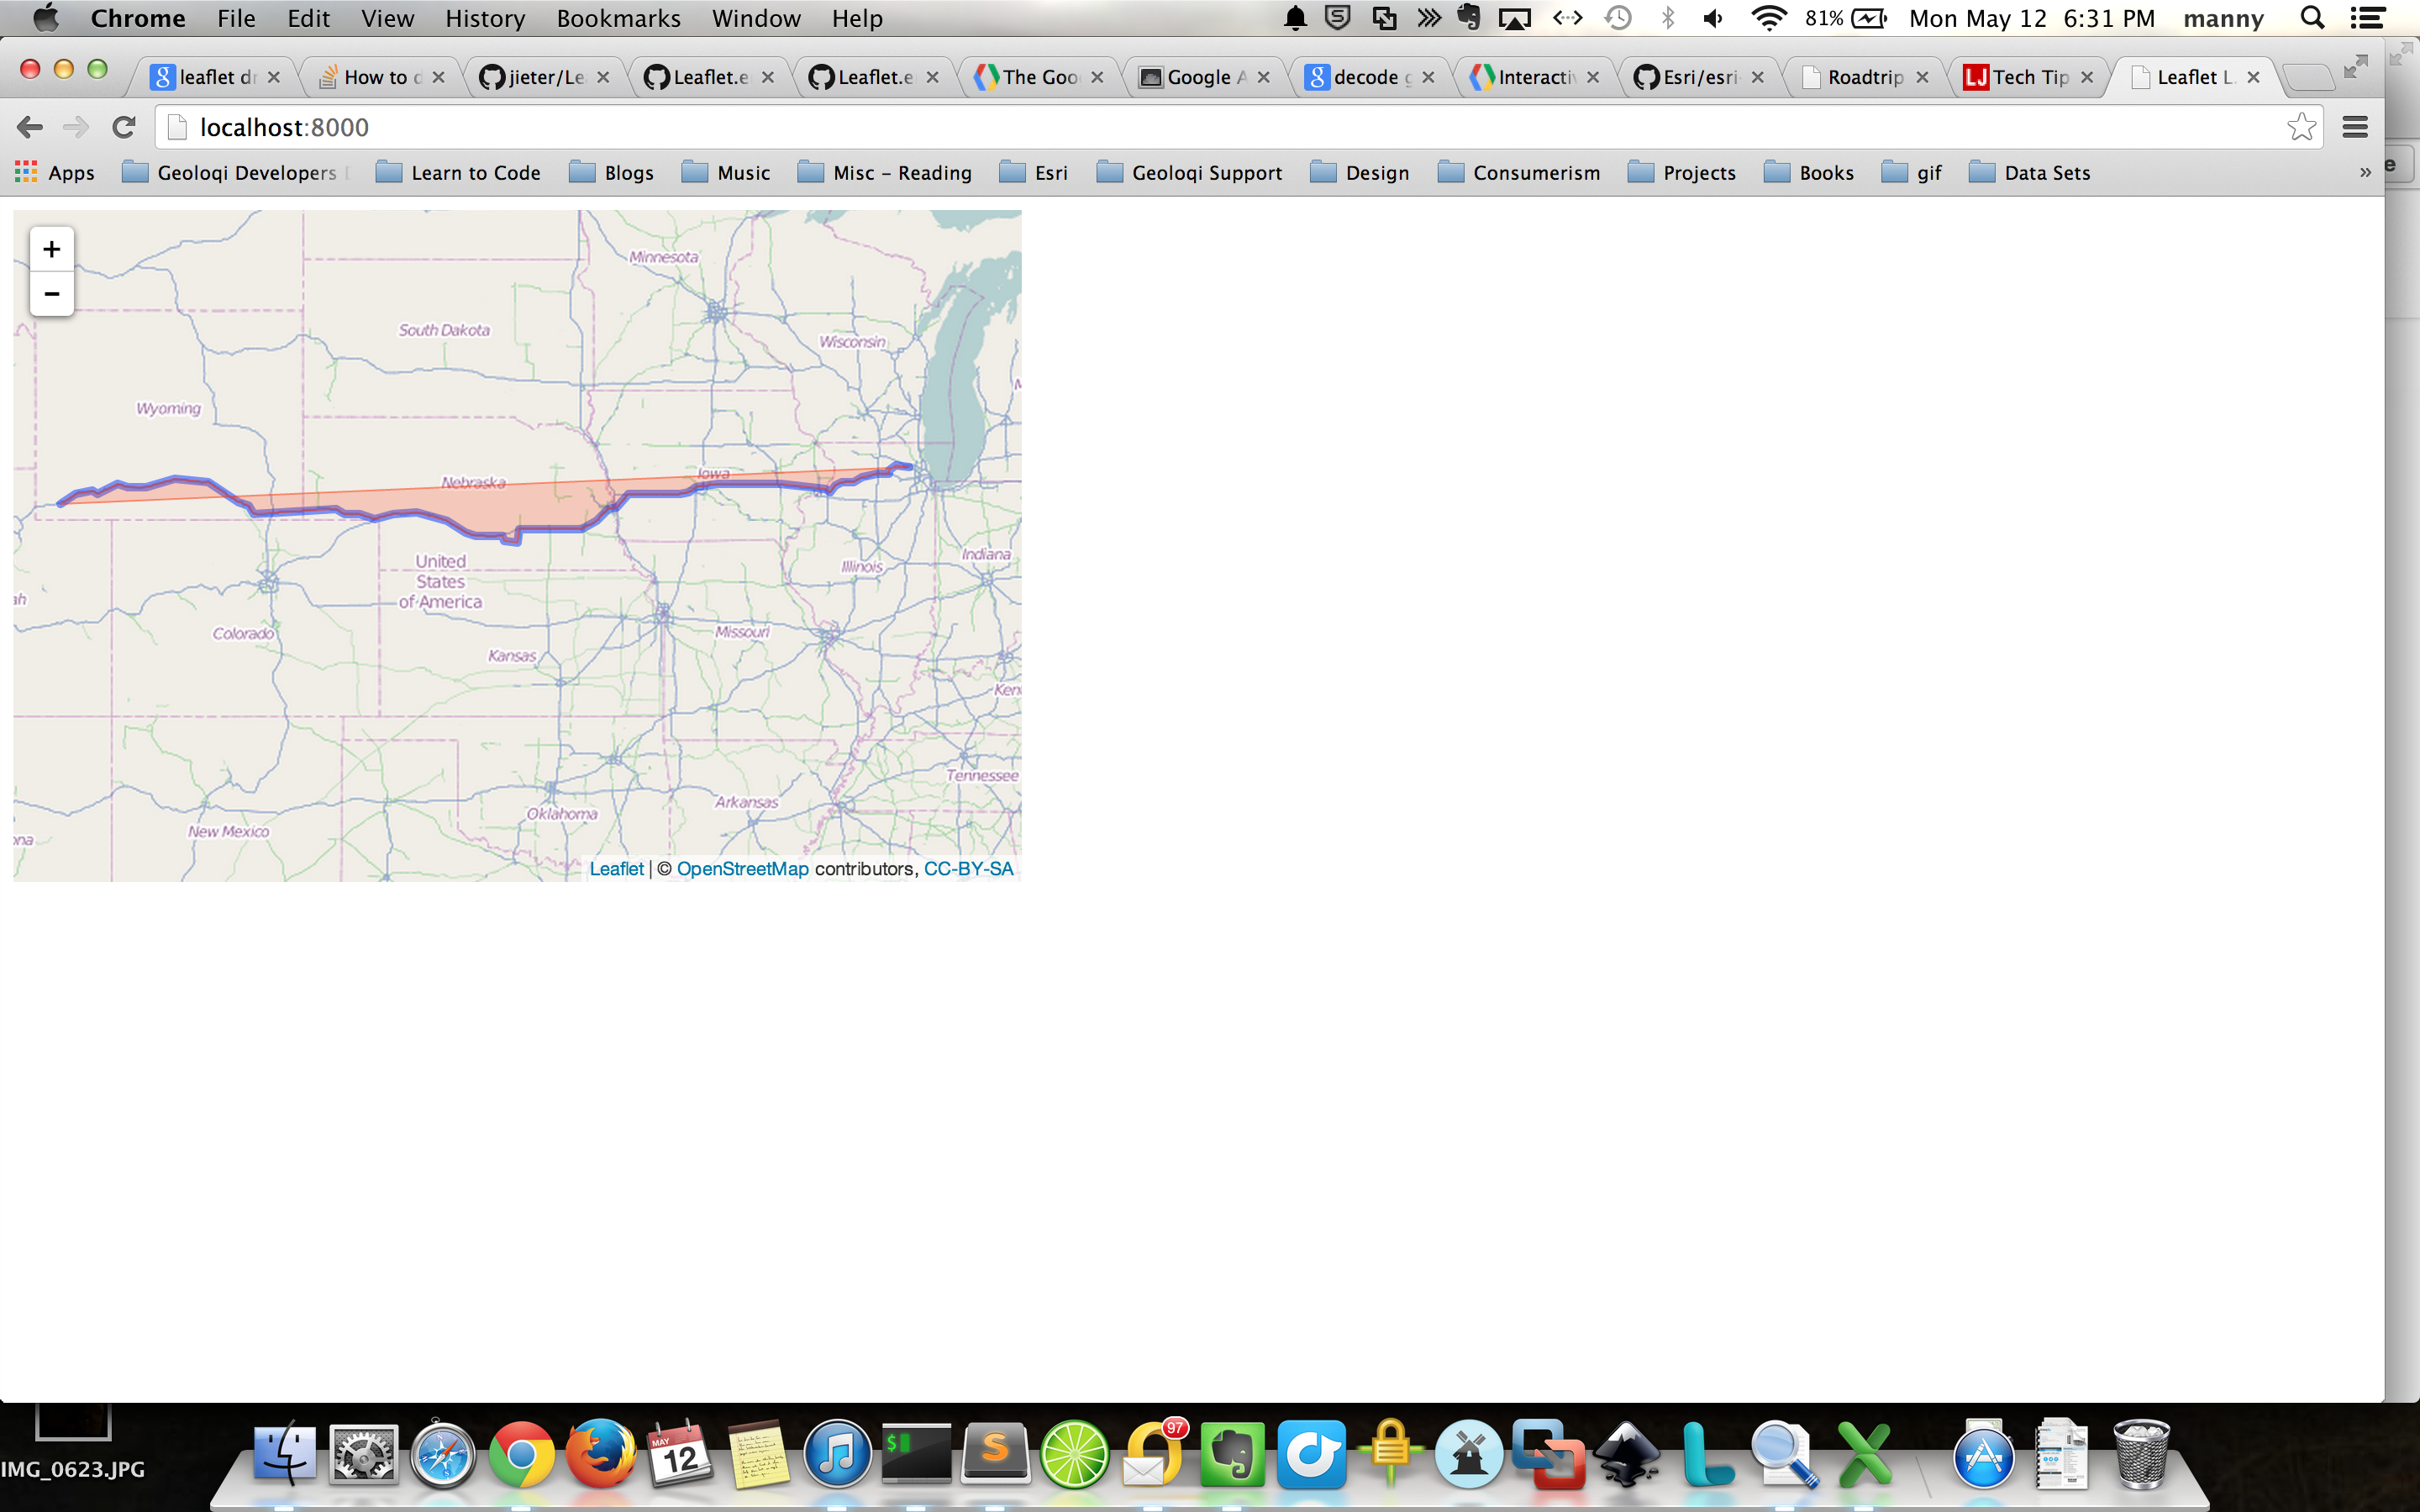 Chrome File Edit View History Bookmarks Window Help 81% Mon May 12 6:31 PM manny
leaflet dr How to d jieter/Le Leaflet.e Leaflet.e The Goo Google A decode g Interacti Esri/esri- Roadtrip LJ Tech Tip Leaflet L
localhost:8000
Apps Geoloqi Developers Learn to Code Blogs Music Misc – Reading Esri Geoloqi Support Design Consumerism Projects Books gif Data Sets »
+
−
Minnesota
South Dakota
Wisconsin
Wyoming
Nebraska
Iowa
United
States
of America
Indiana
Illinois
Colorado
Missouri
Kansas
Ken
Tennessee
Arkansas
Oklahoma
New Mexico
Leaflet | © OpenStreetMap contributors, CC-BY-SA
MAY
12
97
IMG_0623.JPG